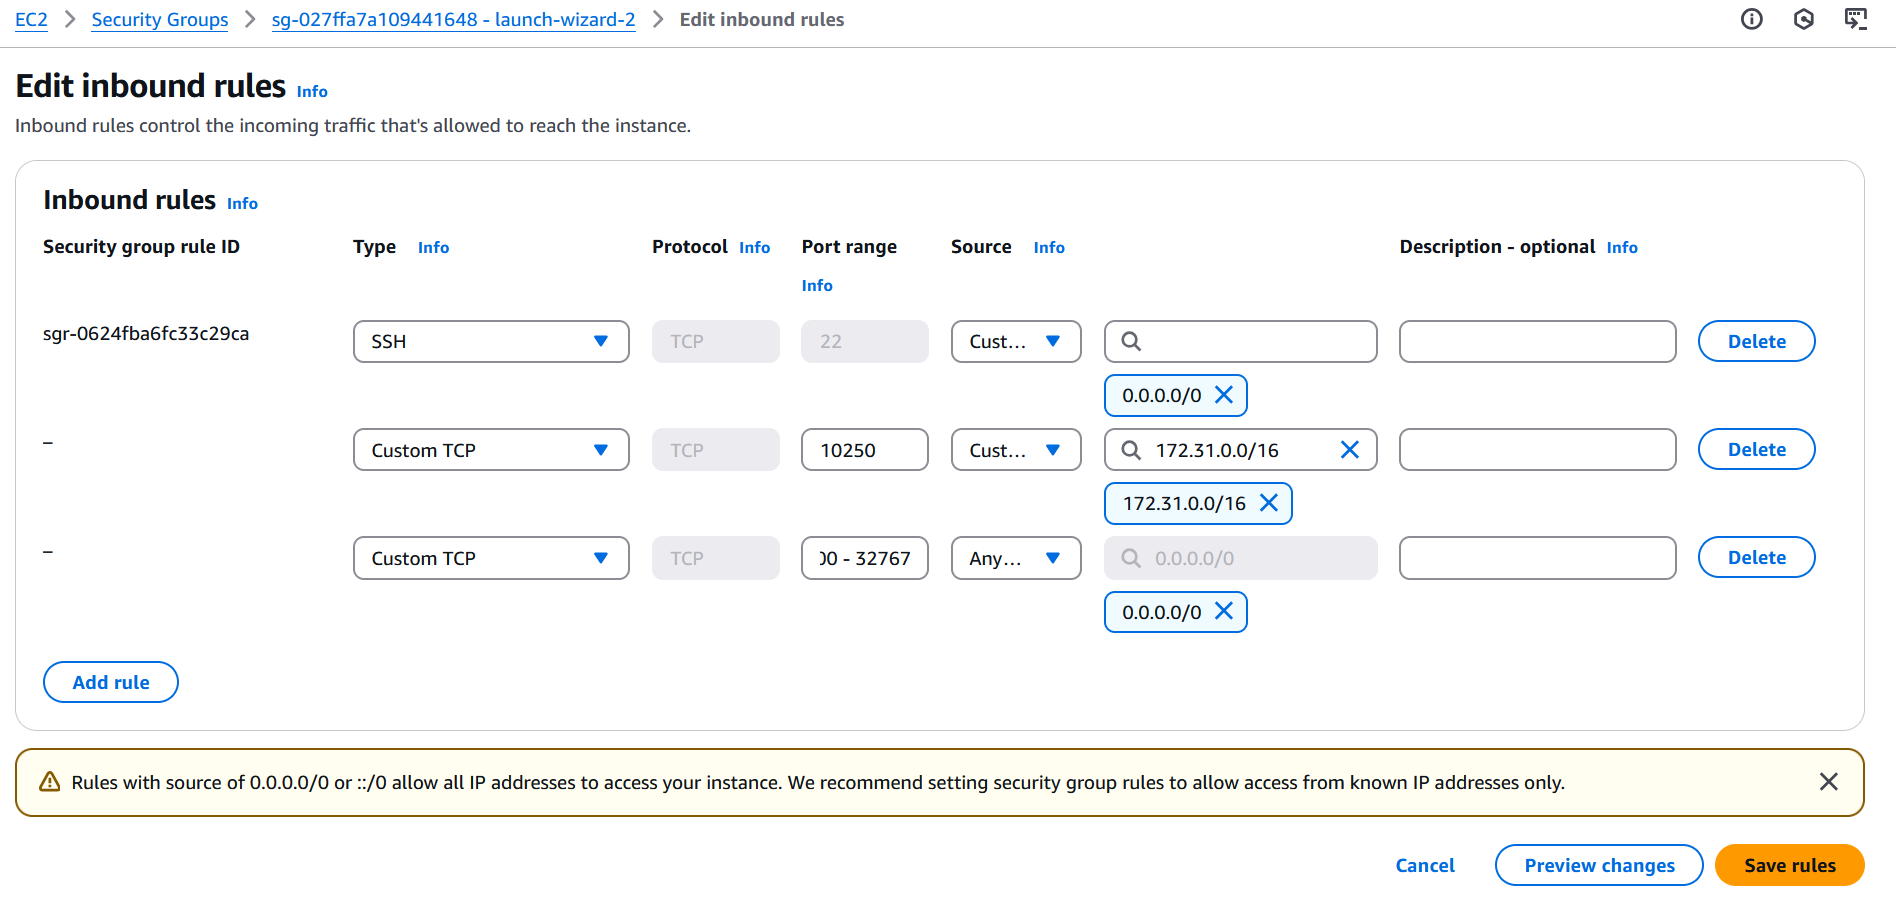 EC2 Security Groups sg-027ffa7a109441648 - launch-wizard-2 Edit inbound rules
Edit inbound rules Info
Inbound rules control the incoming traffic that's allowed to reach the instance.
Inbound rules Info
Security group rule ID Type Info Protocol Info Port range Info Source Info Description - optional Info
sgr-0624fba6fc33c29ca SSH TCP 22 Cust... Delete
0.0.0.0/0
– Custom TCP TCP 10250 Cust... 172.31.0.0/16 Delete
172.31.0.0/16
– Custom TCP TCP 00 - 32767 Any... 0.0.0.0/0 Delete
0.0.0.0/0
Add rule
Rules with source of 0.0.0.0/0 or ::/0 allow all IP addresses to access your instance. We recommend setting security group rules to allow access from known IP addresses only.
Cancel Preview changes Save rules